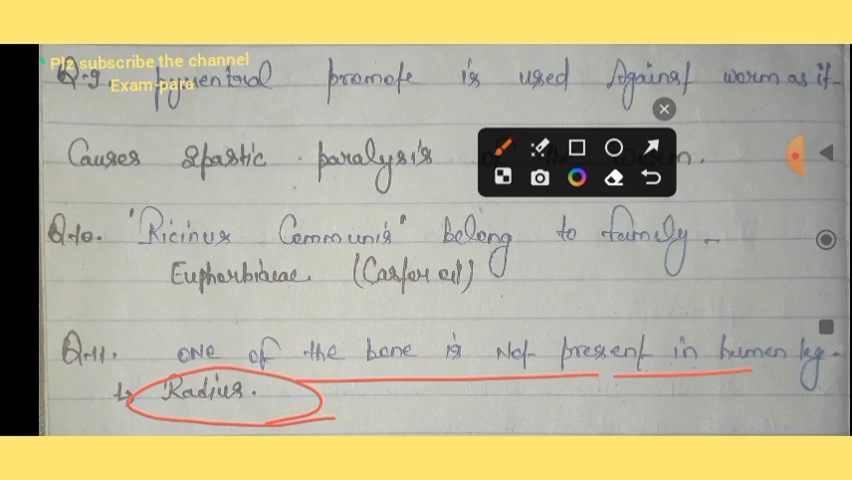 Plz subscribe the channel
Exam-para
Q-9. pyrental promote is used Against worm as it
Causes Spastic paralysis of the worm.
Q-10. "Ricinus Communis" belong to family -
Euphorbiaeae. (Castor oil)
Q-11. one of the bone is Not present in human leg.
↳ Radius.